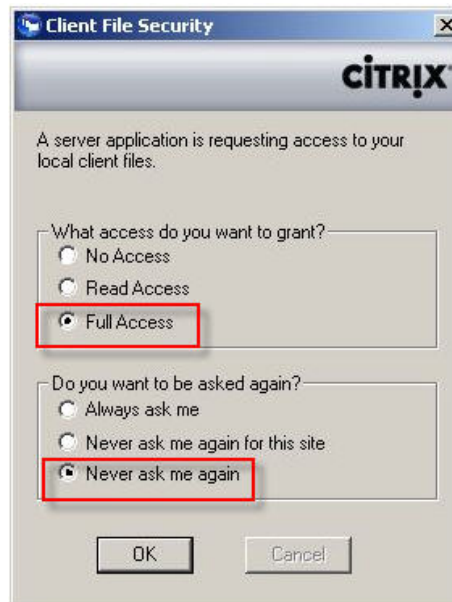 Client File Security
CITRIX
A server application is requesting access to your
local client files.
What access do you want to grant?
No Access
Read Access
Full Access
Do you want to be asked again?
Always ask me
Never ask me again for this site
Never ask me again
OK Cancel